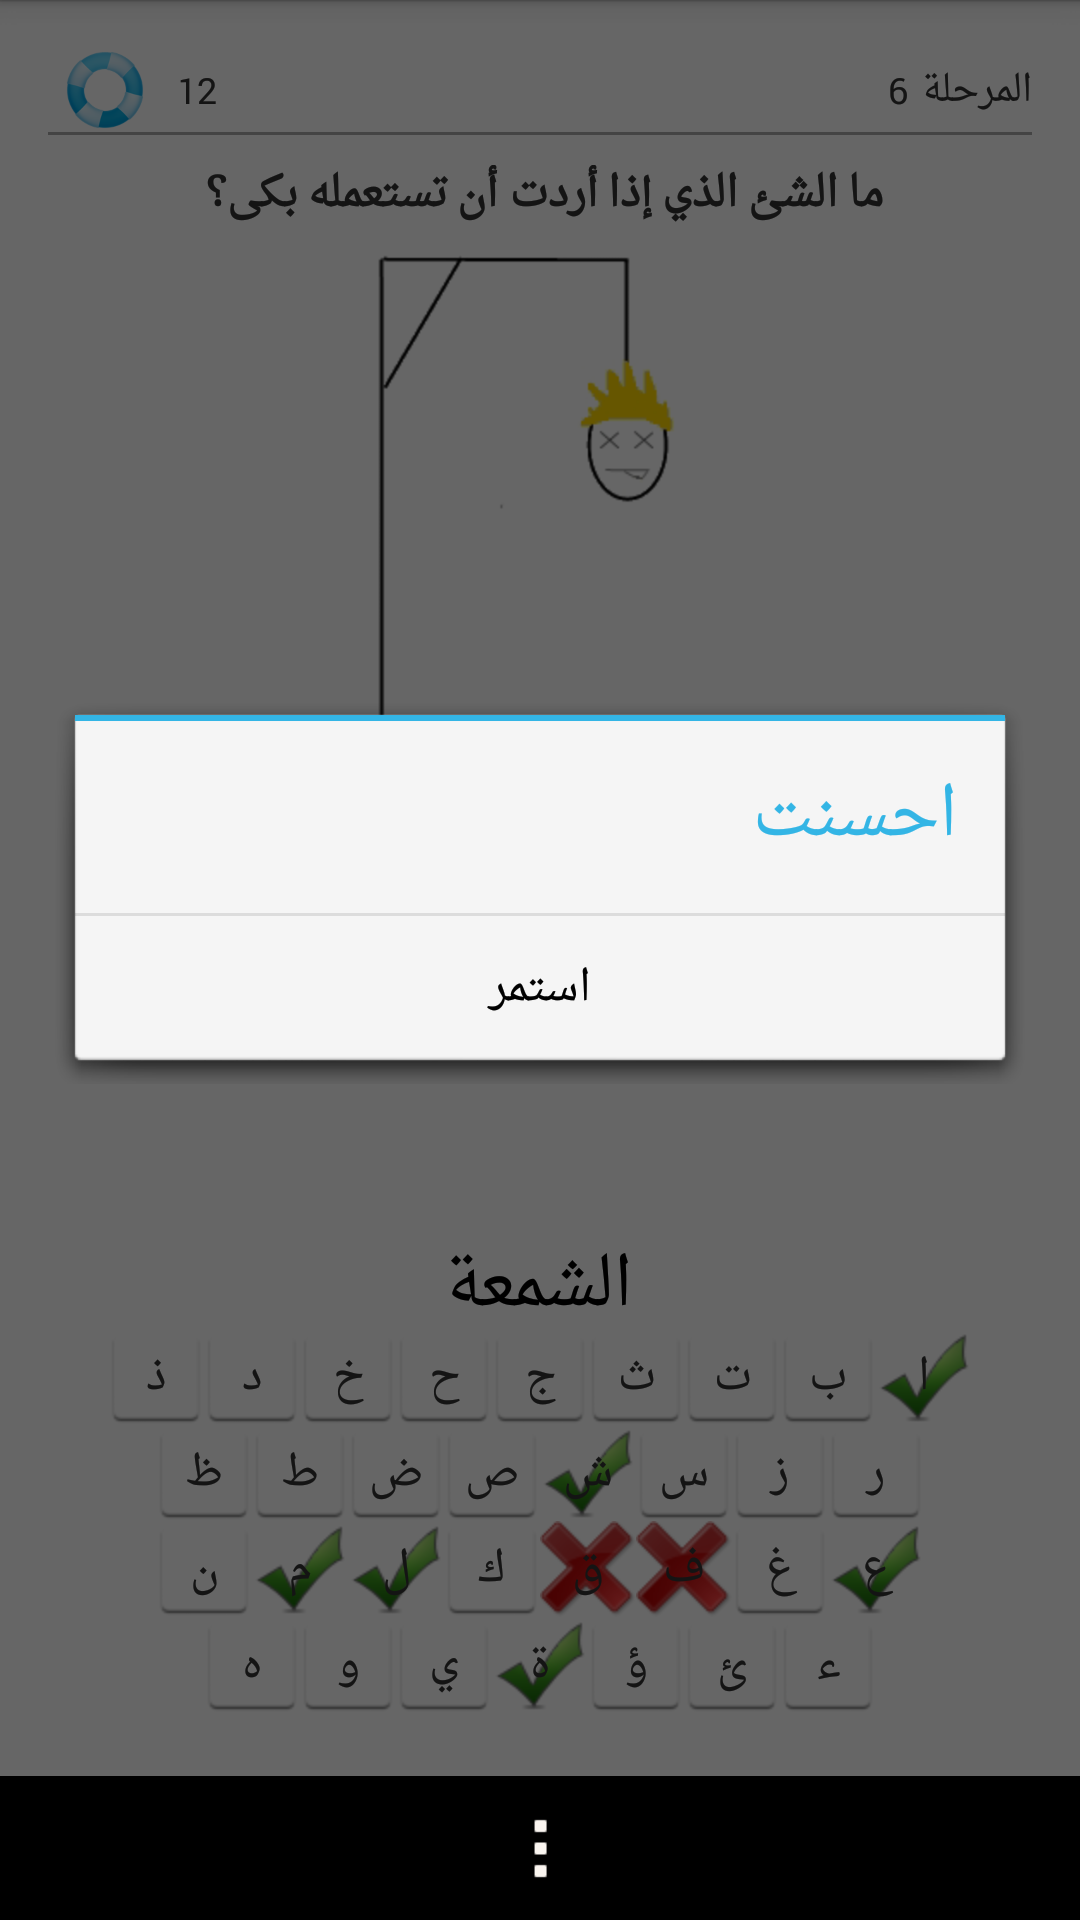 المرحلة 6
12
ما الشئ الذي إذا أردت أن تستعمله بكى؟
احسنت
استمر
الشمعة
ا ب ت ث ج ح خ د ذ
ر ز س ش ص ض ط ظ
ع غ ف ق ك ل م ن
ء ئ ؤ ة ي و ه